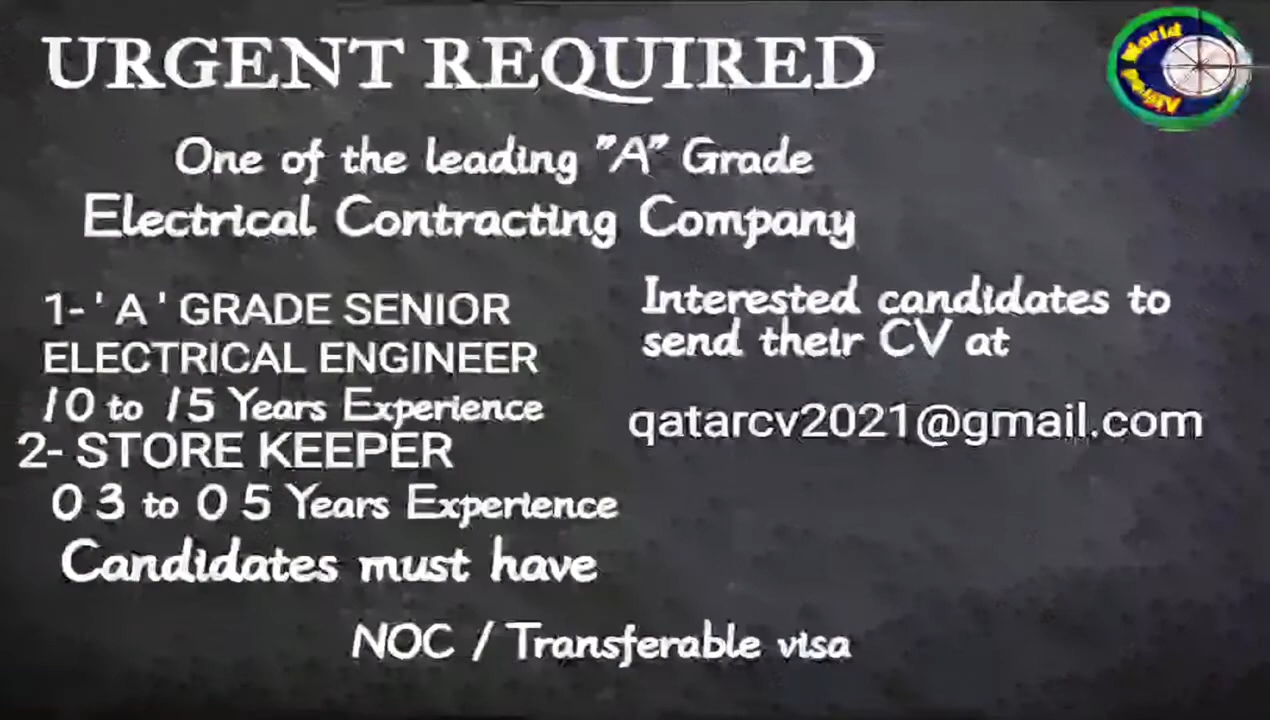 URGENT REQUIRED
One of the leading "A" Grade
Electrical Contracting Company
1- ' A ' GRADE SENIOR
ELECTRICAL ENGINEER
10 to 15 Years Experience
2- STORE KEEPER
0 3 to 0 5 Years Experience
Candidates must have
NOC / Transferable visa
Interested candidates to
send their CV at
qatarcv2021@gmail.com
World